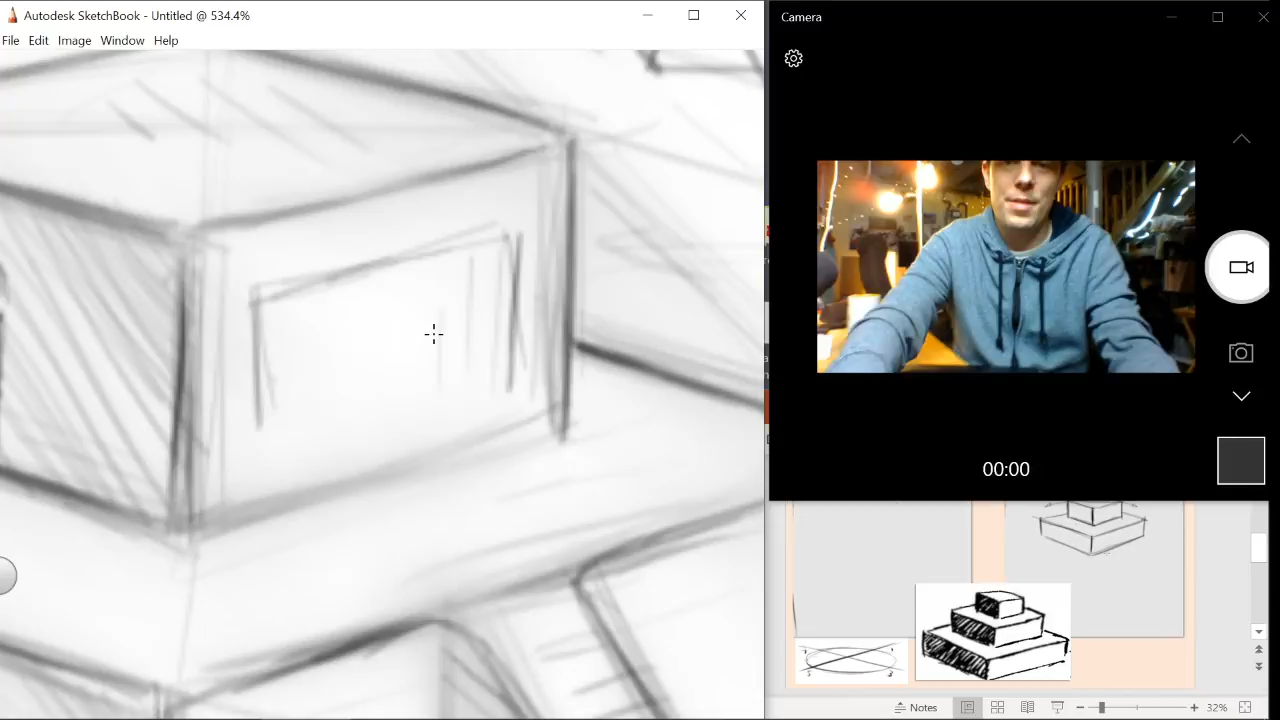 Autodesk SketchBook - Untitled @ 534.4%
File Edit Image Window Help
Camera
00:00
Notes
32%